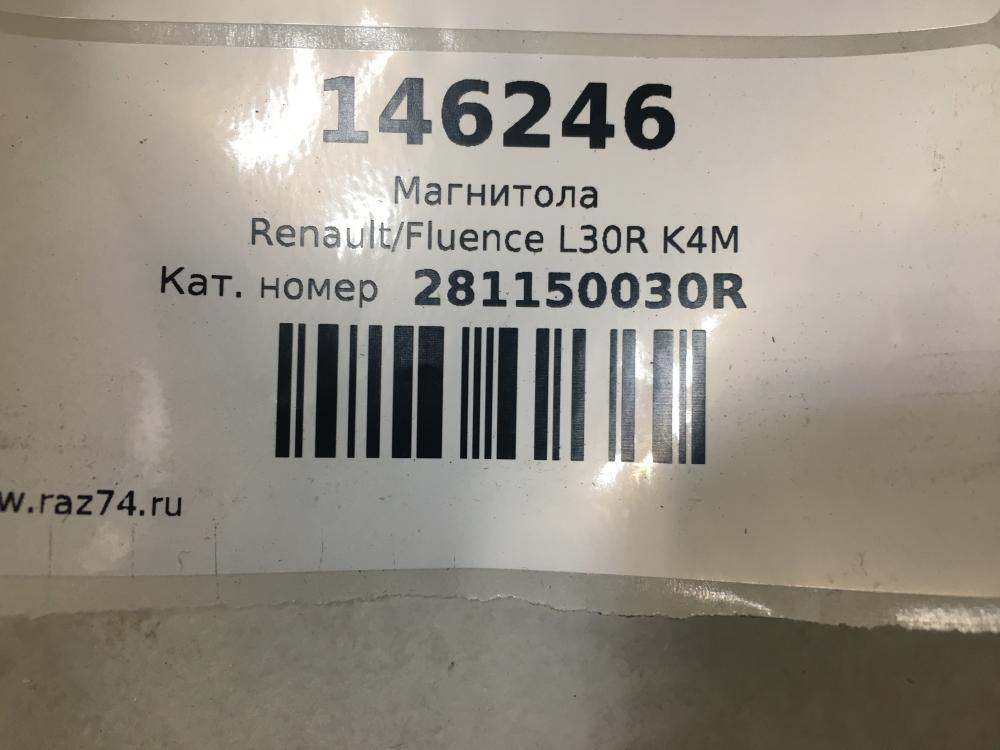 146246
Магнитола
Renault/Fluence L30R K4M
Кат. номер 281150030R
w.raz74.ru